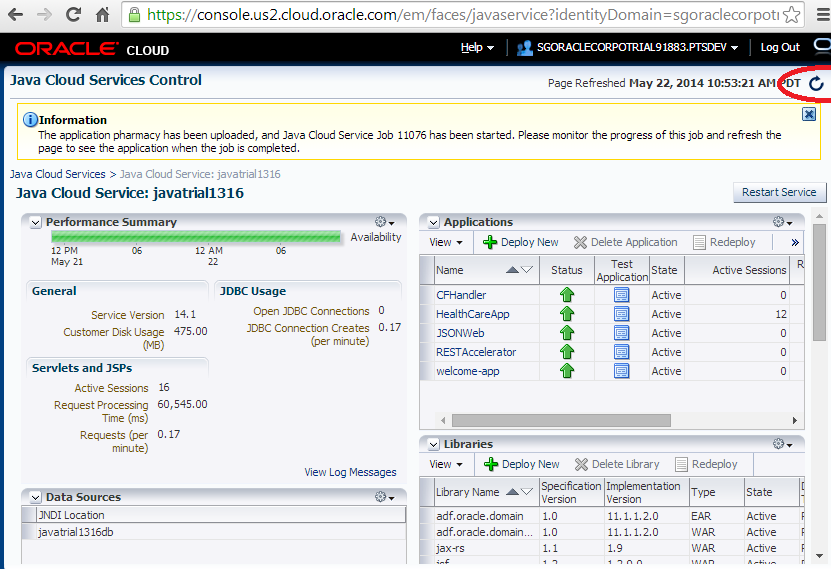 https://console.us2.cloud.oracle.com/em/faces/javaservice?identityDomain=sgoraclecorpotri
ORACLE CLOUD
Help
SGORACLECORPOTRIAL91883.PTSDEV
Log Out
Java Cloud Services Control
Page Refreshed May 22, 2014 10:53:21 AM PDT
Information
The application pharmacy has been uploaded, and Java Cloud Service Job 11076 has been started. Please monitor the progress of this job and refresh the
page to see the application when the job is completed.
Java Cloud Services > Java Cloud Service: javatrial1316
Java Cloud Service: javatrial1316
Restart Service
Performance Summary
Availability
12 PM 06 12 AM 06
May 21 22
General
Service Version 14.1
Customer Disk Usage 475.00
(MB)
JDBC Usage
Open JDBC Connections 0
JDBC Connection Creates 0.17
(per minute)
Servlets and JSPs
Active Sessions 16
Request Processing 60,545.00
Time (ms)
Requests (per 0.17
minute)
View Log Messages
Data Sources
JNDI Location
javatrial1316db
Applications
View Deploy New Delete Application Redeploy »
Name Status Test Application State Active Sessions R
CFHandler Active 0
HealthCareApp Active 12
JSONWeb Active 0
RESTAccelerator Active 0
welcome-app Active 0
Libraries
View Deploy New Delete Library Redeploy
Library Name Specification Version Implementation Version Type State
adf.oracle.domain 1.0 11.1.1.2.0 EAR Active
adf.oracle.domain... 1.0 11.1.1.2.0 WAR Active
jax-rs 1.1 1.9 WAR Active
jsf 1.2 1.2.9.0 WAR Active